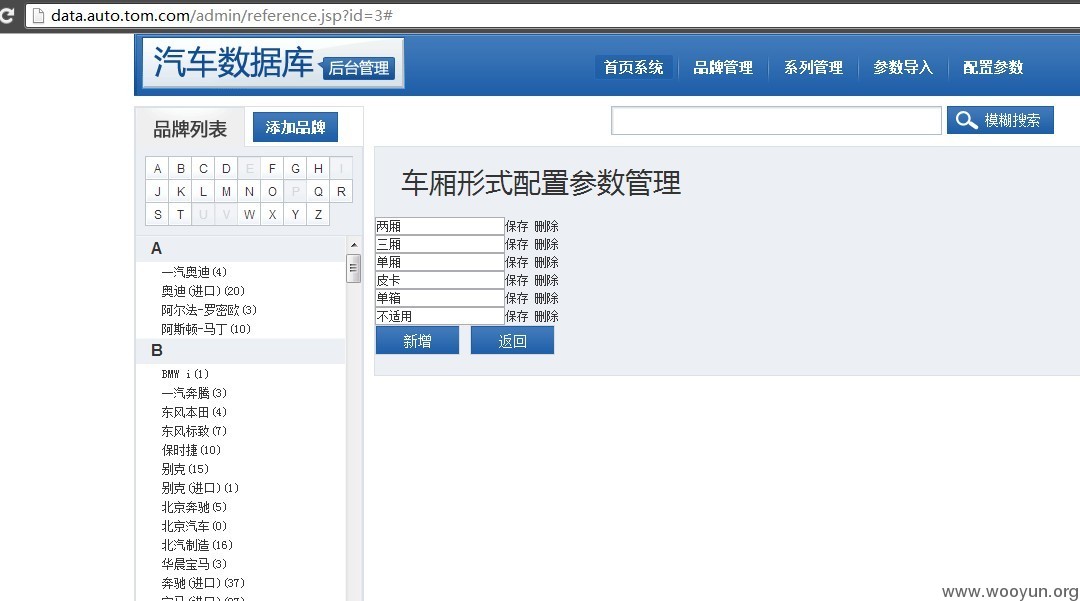 data.auto.tom.com/admin/reference.jsp?id=3#
汽车数据库 后台管理
首页系统 品牌管理 系列管理 参数导入 配置参数
品牌列表 添加品牌
模糊搜索
A B C D E F G H I
J K L M N O P Q R
S T U V W X Y Z
A
一汽奥迪(4)
奥迪(进口)(20)
阿尔法-罗密欧(3)
阿斯顿-马丁(10)
B
BMW i(1)
一汽奔腾(3)
东风本田(4)
东风标致(7)
保时捷(10)
别克(15)
别克(进口)(1)
北京奔驰(5)
北京汽车(0)
北汽制造(16)
华晨宝马(3)
奔驰(进口)(37)
车厢形式配置参数管理
两厢 保存 删除
三厢 保存 删除
单厢 保存 删除
皮卡 保存 删除
单箱 保存 删除
不适用 保存 删除
新增 返回
www.wooyun.org